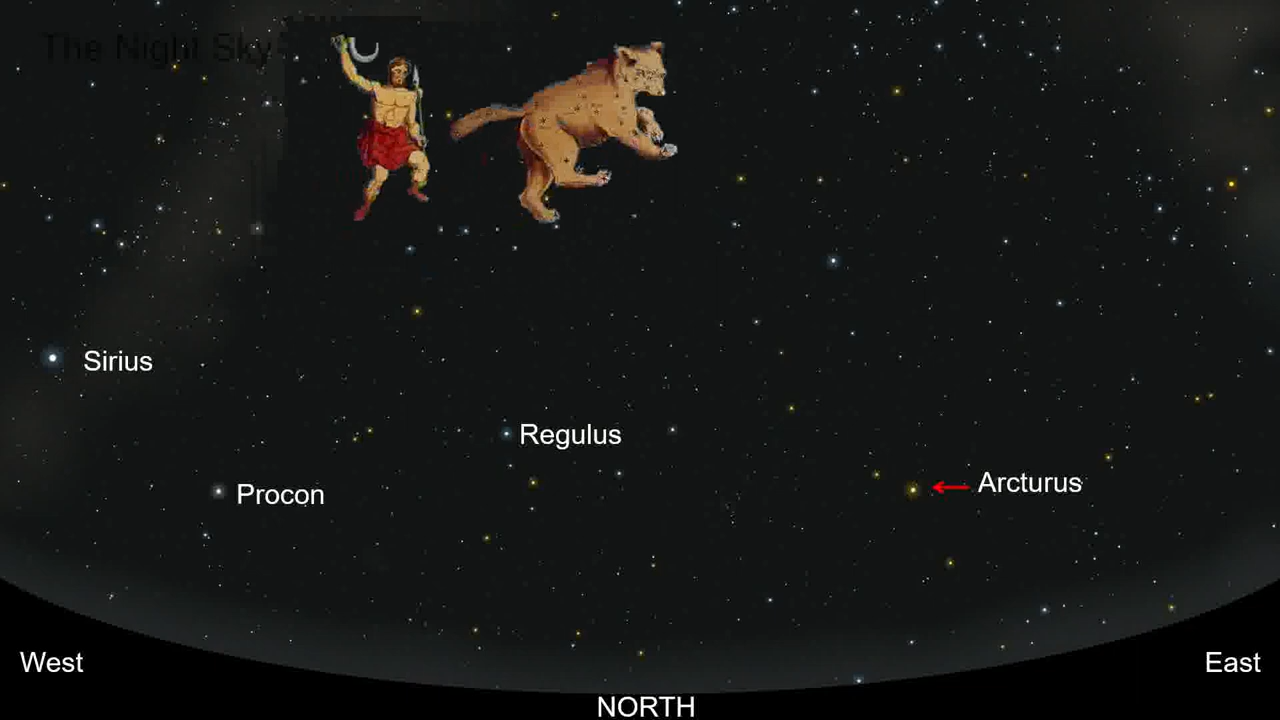 The Night Sky
Sirius
Regulus
Procon
Arcturus
West
East
NORTH